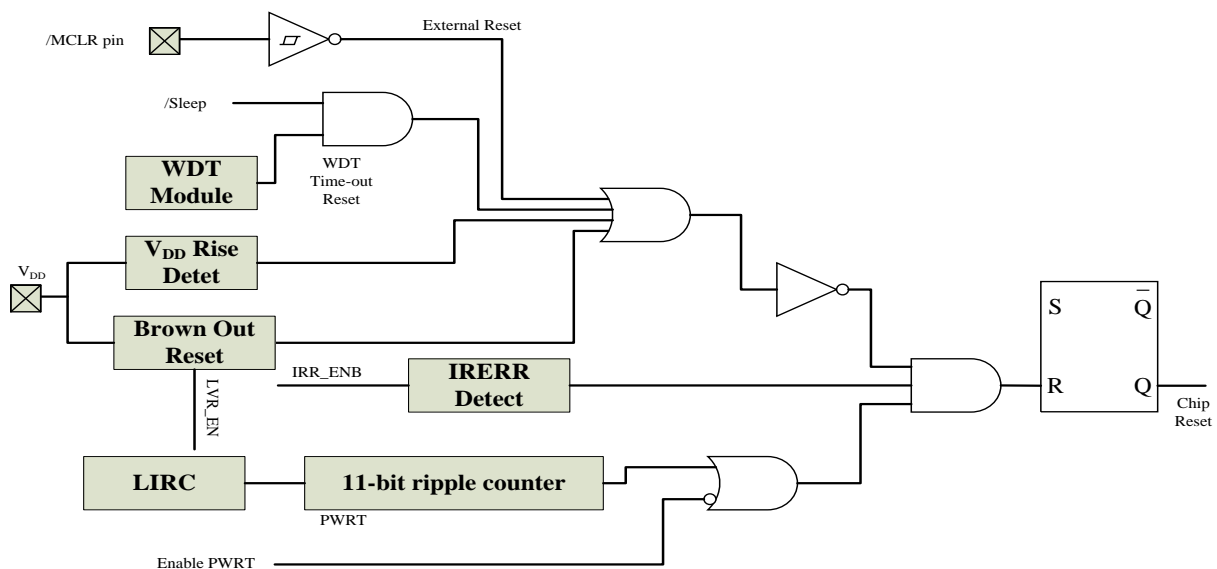 External Reset
/MCLR pin
/Sleep
WDT
Module
WDT
Time-out
Reset
VDD Rise
Detet
VDD
Brown Out
Reset
LVR_EN
IRR_ENB
IRERR
Detect
S
Q
R
Q
Chip
Reset
LIRC
11-bit ripple counter
PWRT
Enable PWRT